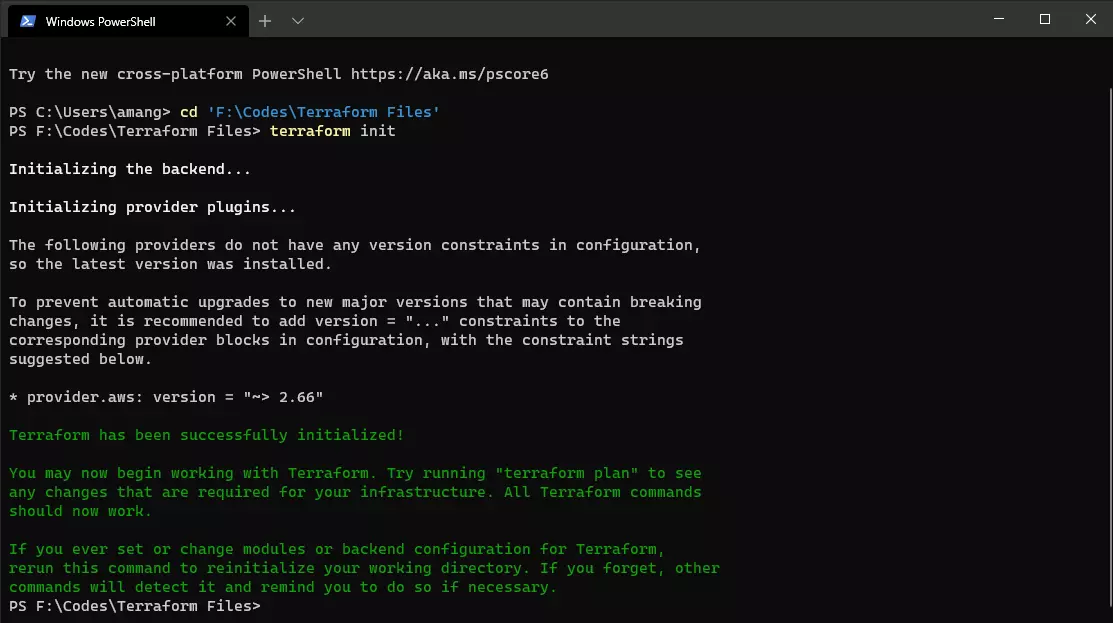 Windows PowerShell
Try the new cross-platform PowerShell https://aka.ms/pscore6
PS C:\Users\amang> cd 'F:\Codes\Terraform Files'
PS F:\Codes\Terraform Files> terraform init
Initializing the backend...
Initializing provider plugins...
The following providers do not have any version constraints in configuration,
so the latest version was installed.
To prevent automatic upgrades to new major versions that may contain breaking
changes, it is recommended to add version = "..." constraints to the
corresponding provider blocks in configuration, with the constraint strings
suggested below.
* provider.aws: version = "~> 2.66"
Terraform has been successfully initialized!
You may now begin working with Terraform. Try running "terraform plan" to see
any changes that are required for your infrastructure. All Terraform commands
should now work.
If you ever set or change modules or backend configuration for Terraform,
rerun this command to reinitialize your working directory. If you forget, other
commands will detect it and remind you to do so if necessary.
PS F:\Codes\Terraform Files>